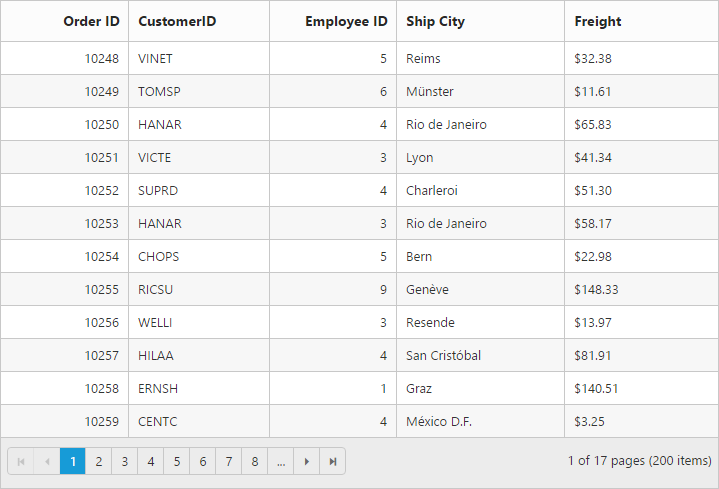 Order ID CustomerID Employee ID Ship City Freight
10248 VINET 5 Reims $32.38
10249 TOMSP 6 Münster $11.61
10250 HANAR 4 Rio de Janeiro $65.83
10251 VICTE 3 Lyon $41.34
10252 SUPRD 4 Charleroi $51.30
10253 HANAR 3 Rio de Janeiro $58.17
10254 CHOPS 5 Bern $22.98
10255 RICSU 9 Genève $148.33
10256 WELLI 3 Resende $13.97
10257 HILAA 4 San Cristóbal $81.91
10258 ERNSH 1 Graz $140.51
10259 CENTC 4 México D.F. $3.25
1 2 3 4 5 6 7 8 ... 1 of 17 pages (200 items)